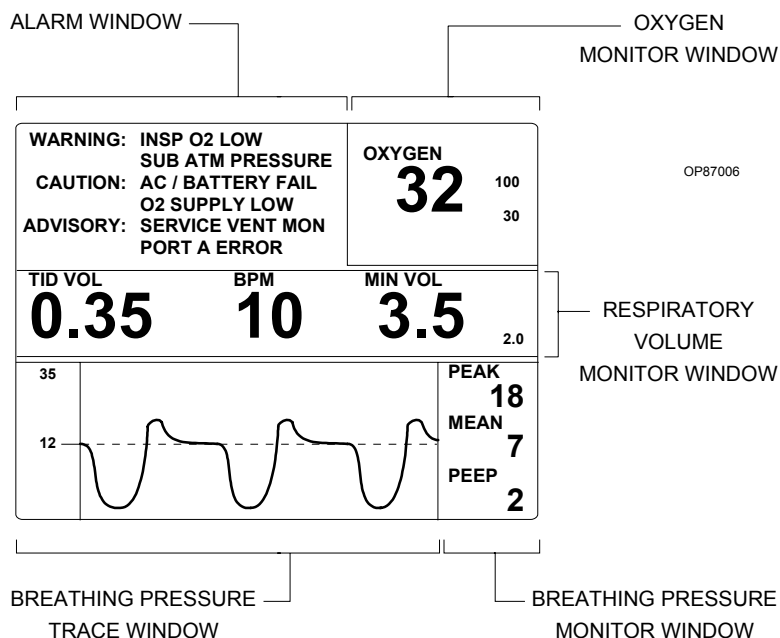 ALARM WINDOW
OXYGEN
MONITOR WINDOW
WARNING: INSP O2 LOW
SUB ATM PRESSURE
CAUTION: AC / BATTERY FAIL
O2 SUPPLY LOW
ADVISORY: SERVICE VENT MON
PORT A ERROR
OXYGEN
32
100
30
OP87006
TID VOL BPM MIN VOL
0.35 10 3.5 2.0
RESPIRATORY
VOLUME
MONITOR WINDOW
35
12
PEAK
18
MEAN
7
PEEP
2
BREATHING PRESSURE
TRACE WINDOW
BREATHING PRESSURE
MONITOR WINDOW